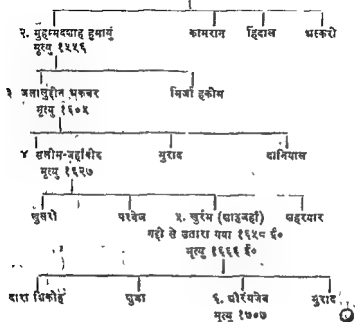 २. मुहम्मदशाह हुमायुं कामरान हिंदाल अस्करी
मृत्यु १५५६
३ जलालुद्दीन अकबर मिर्जा हकीम
मृत्यु १६०५
४ सलीम-जहांगीर मुराद दानियाल
मृत्यु १६२७
खुसरो परवेज ५. खुर्रम (शाहजहाँ) शहरयार
गद्दी से उतारा गया १६५८ ई०
मृत्यु १६६६ ई०
दारा शिकोह शुजा ६. औरंगजेब मुराद
मृत्यु १७०७